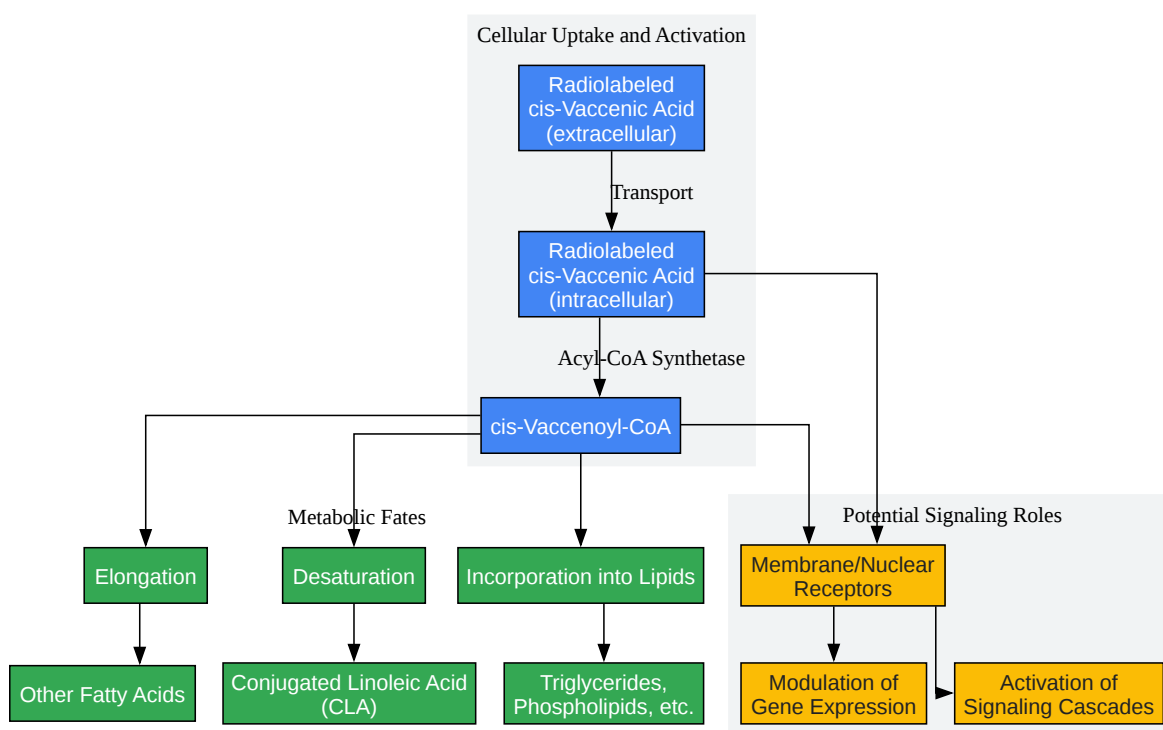 Cellular Uptake and Activation
Radiolabeled
cis-Vaccenic Acid
(extracellular)
Transport
Radiolabeled
cis-Vaccenic Acid
(intracellular)
Acyl-CoA Synthetase
cis-Vaccenoyl-CoA
Metabolic Fates
Potential Signaling Roles
Elongation
Desaturation
Incorporation into Lipids
Membrane/Nuclear
Receptors
Other Fatty Acids
Conjugated Linoleic Acid
(CLA)
Triglycerides,
Phospholipids, etc.
Modulation of
Gene Expression
Activation of
Signaling Cascades